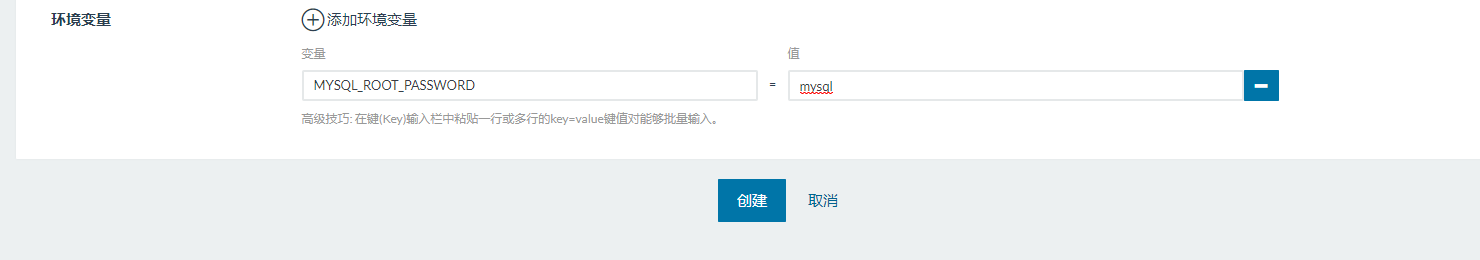 环境变量
添加环境变量
变量 值
MYSQL_ROOT_PASSWORD = mysql
高级技巧: 在键(Key)输入栏中粘贴一行或多行的key=value键值对能够批量输入。
创建 取消